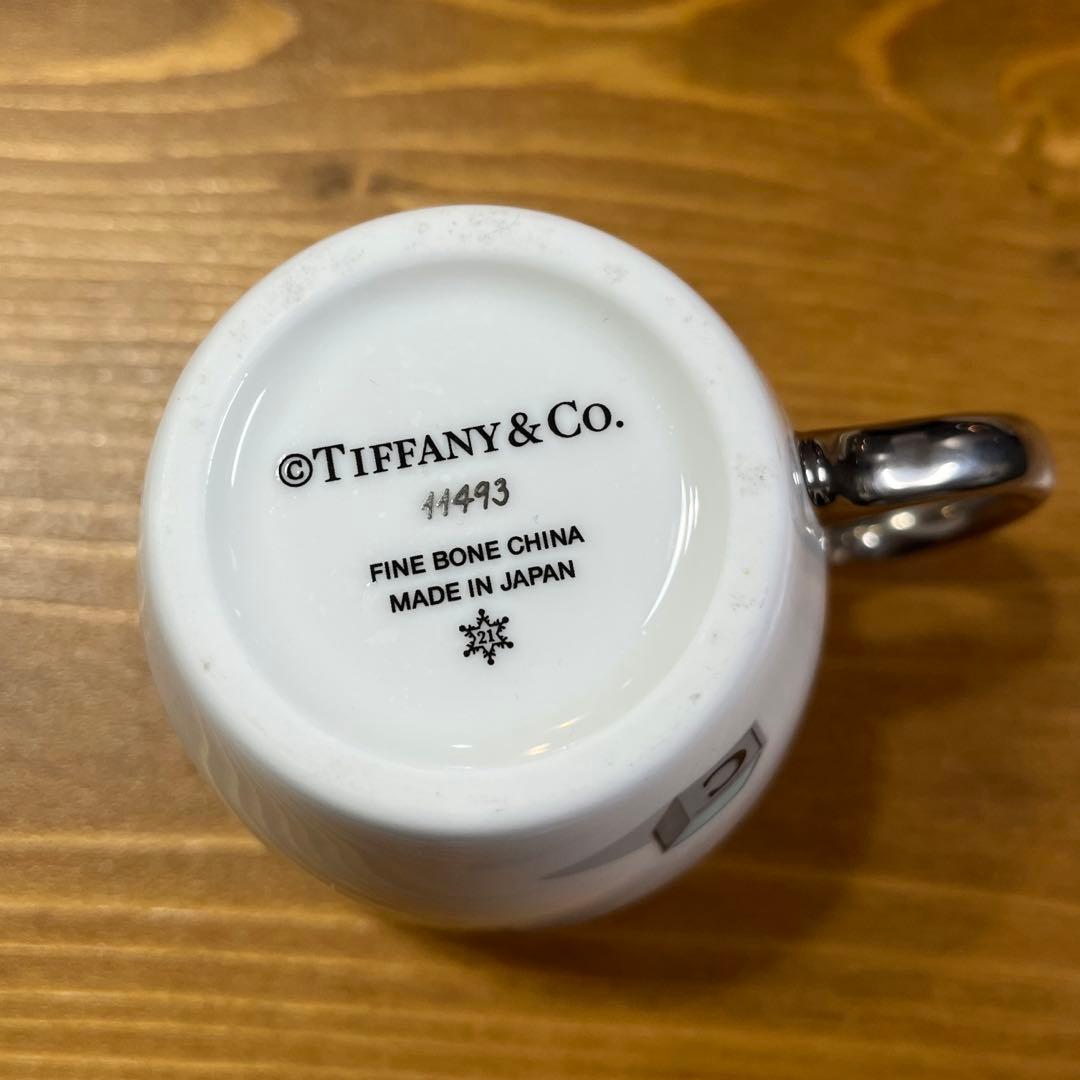 ©TIFFANY & CO.
11493
FINE BONE CHINA
MADE IN JAPAN
21
C